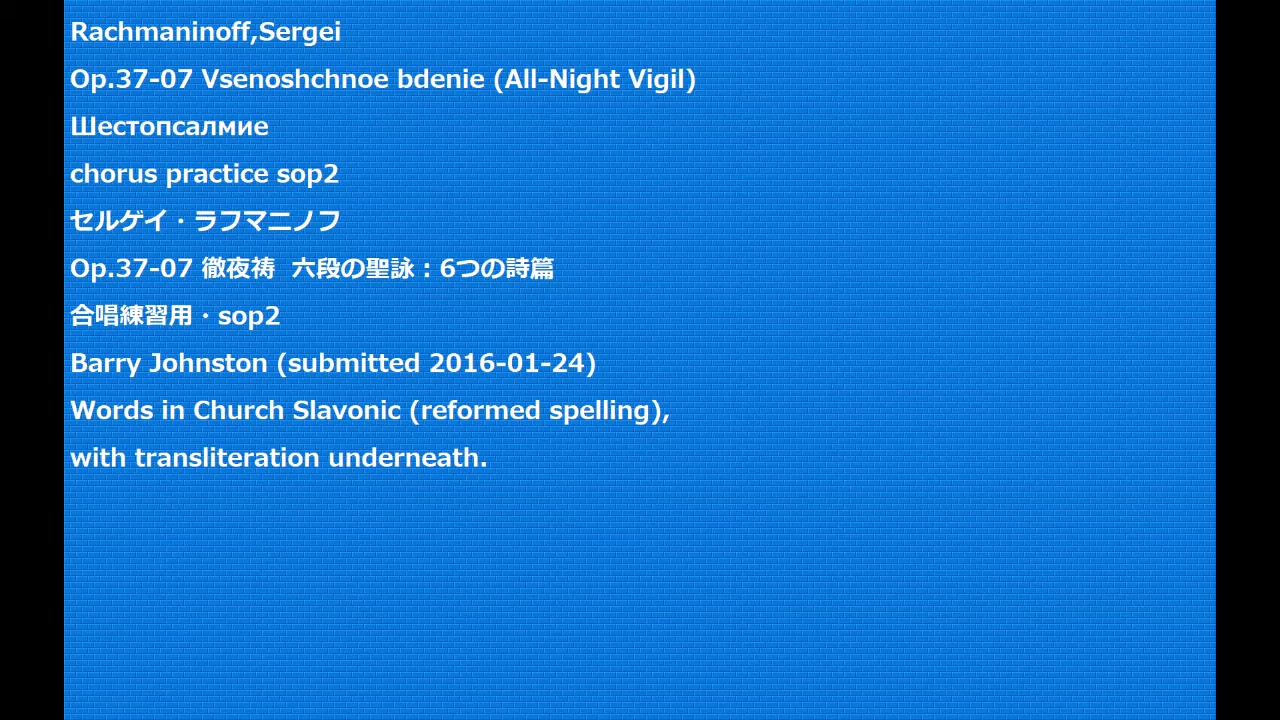 Rachmaninoff,Sergei
Op.37-07 Vsenoshchnoe bdenie (All-Night Vigil)
Шестопсалмие
chorus practice sop2
セルゲイ・ラフマニノフ
Op.37-07 徹夜祷 六段の聖詠：6つの詩篇
合唱練習用・sop2
Barry Johnston (submitted 2016-01-24)
Words in Church Slavonic (reformed spelling),
with transliteration underneath.